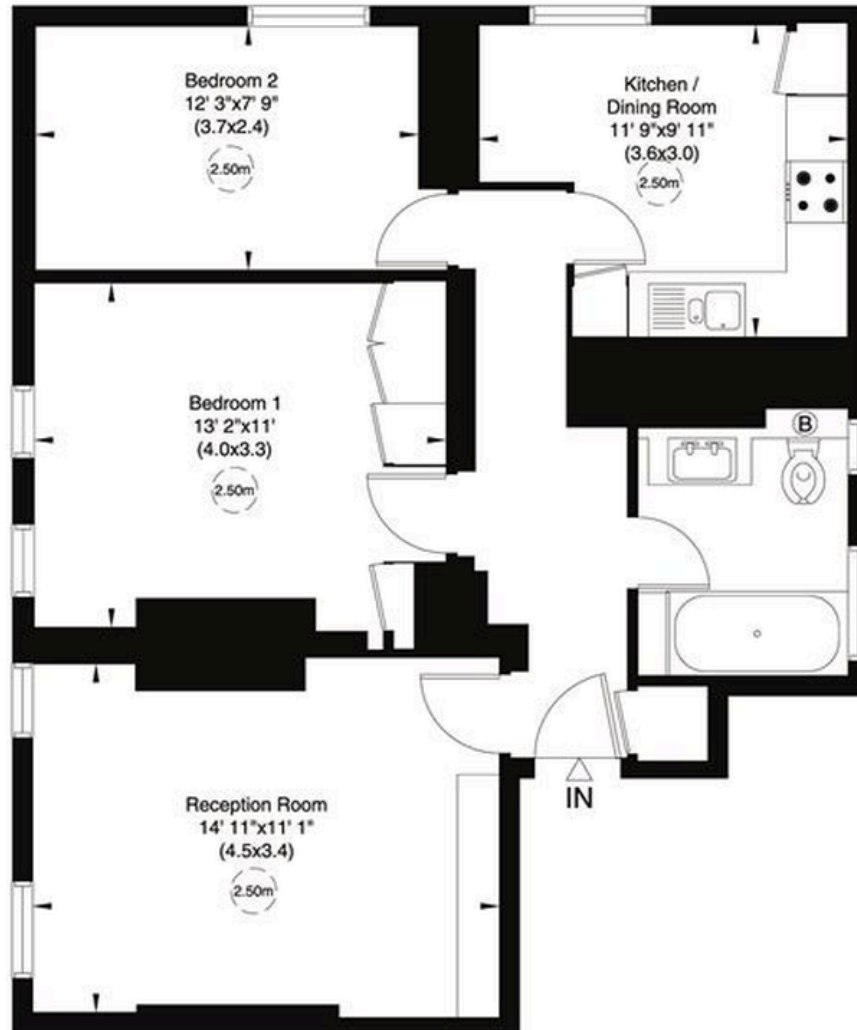 Bedroom 2
12' 3"x7' 9"
(3.7x2.4)
2.50m
Kitchen /
Dining Room
11' 9"x9' 11"
(3.6x3.0)
2.50m
Bedroom 1
13' 2"x11'
(4.0x3.3)
2.50m
B
Reception Room
14' 11"x11' 1"
(4.5x3.4)
2.50m
IN